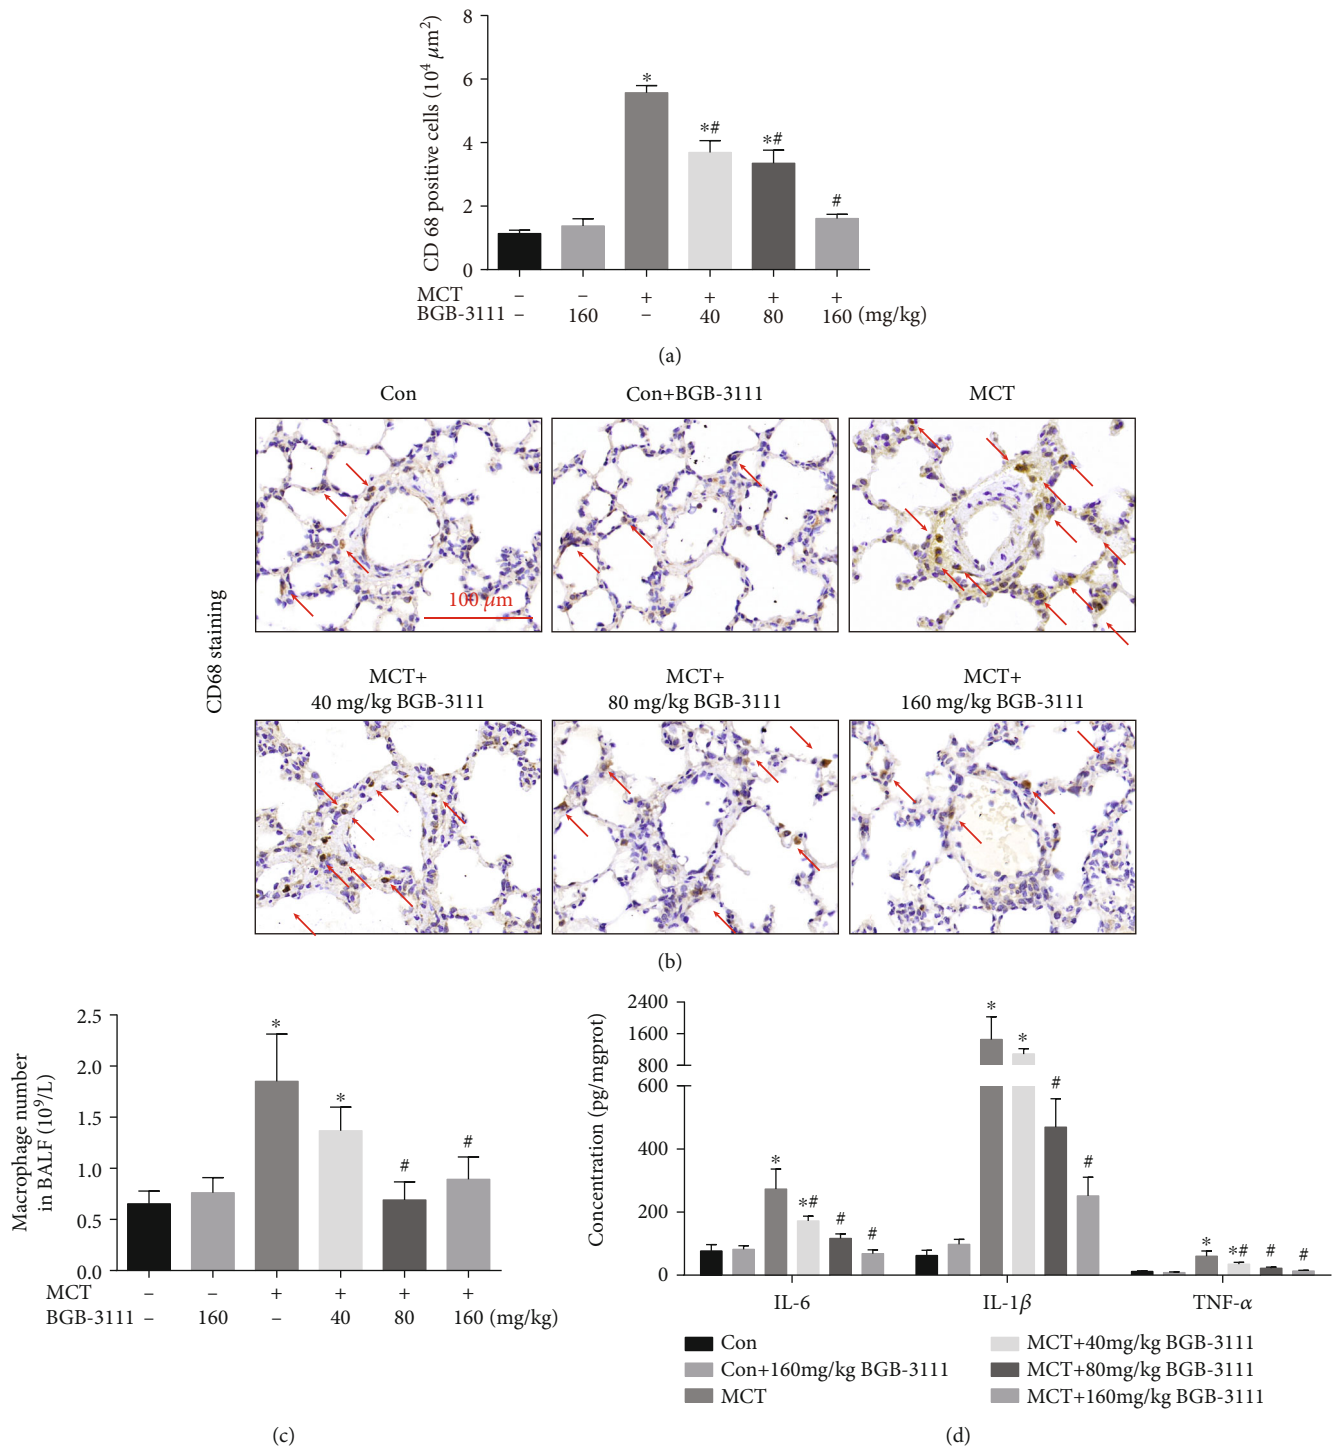 8
6
4
2
0
CD 68 positive cells (10⁴ μm²)
*
*#
*#
#
MCT – – + + + +
BGB-3111 – 160 – 40 80 160 (mg/kg)
(a)
Con Con+BGB-3111 MCT
100 μm
CD68 staining
MCT+ MCT+ MCT+
40 mg/kg BGB-3111 80 mg/kg BGB-3111 160 mg/kg BGB-3111
(b)
2.5
2.0
1.5
1.0
0.5
0.0
Macrophage number
in BALF (10⁹/L)
*
*
#
#
MCT – – + + + +
BGB-3111 – 160 – 40 80 160 (mg/kg)
(c)
2400
1600
800
600
400
200
0
Concentration (pg/mgprot)
* *# # #
* * # #
* *# # #
IL-6 IL-1β TNF-α
Con MCT+40mg/kg BGB-3111
Con+160mg/kg BGB-3111 MCT+80mg/kg BGB-3111
MCT MCT+160mg/kg BGB-3111
(d)